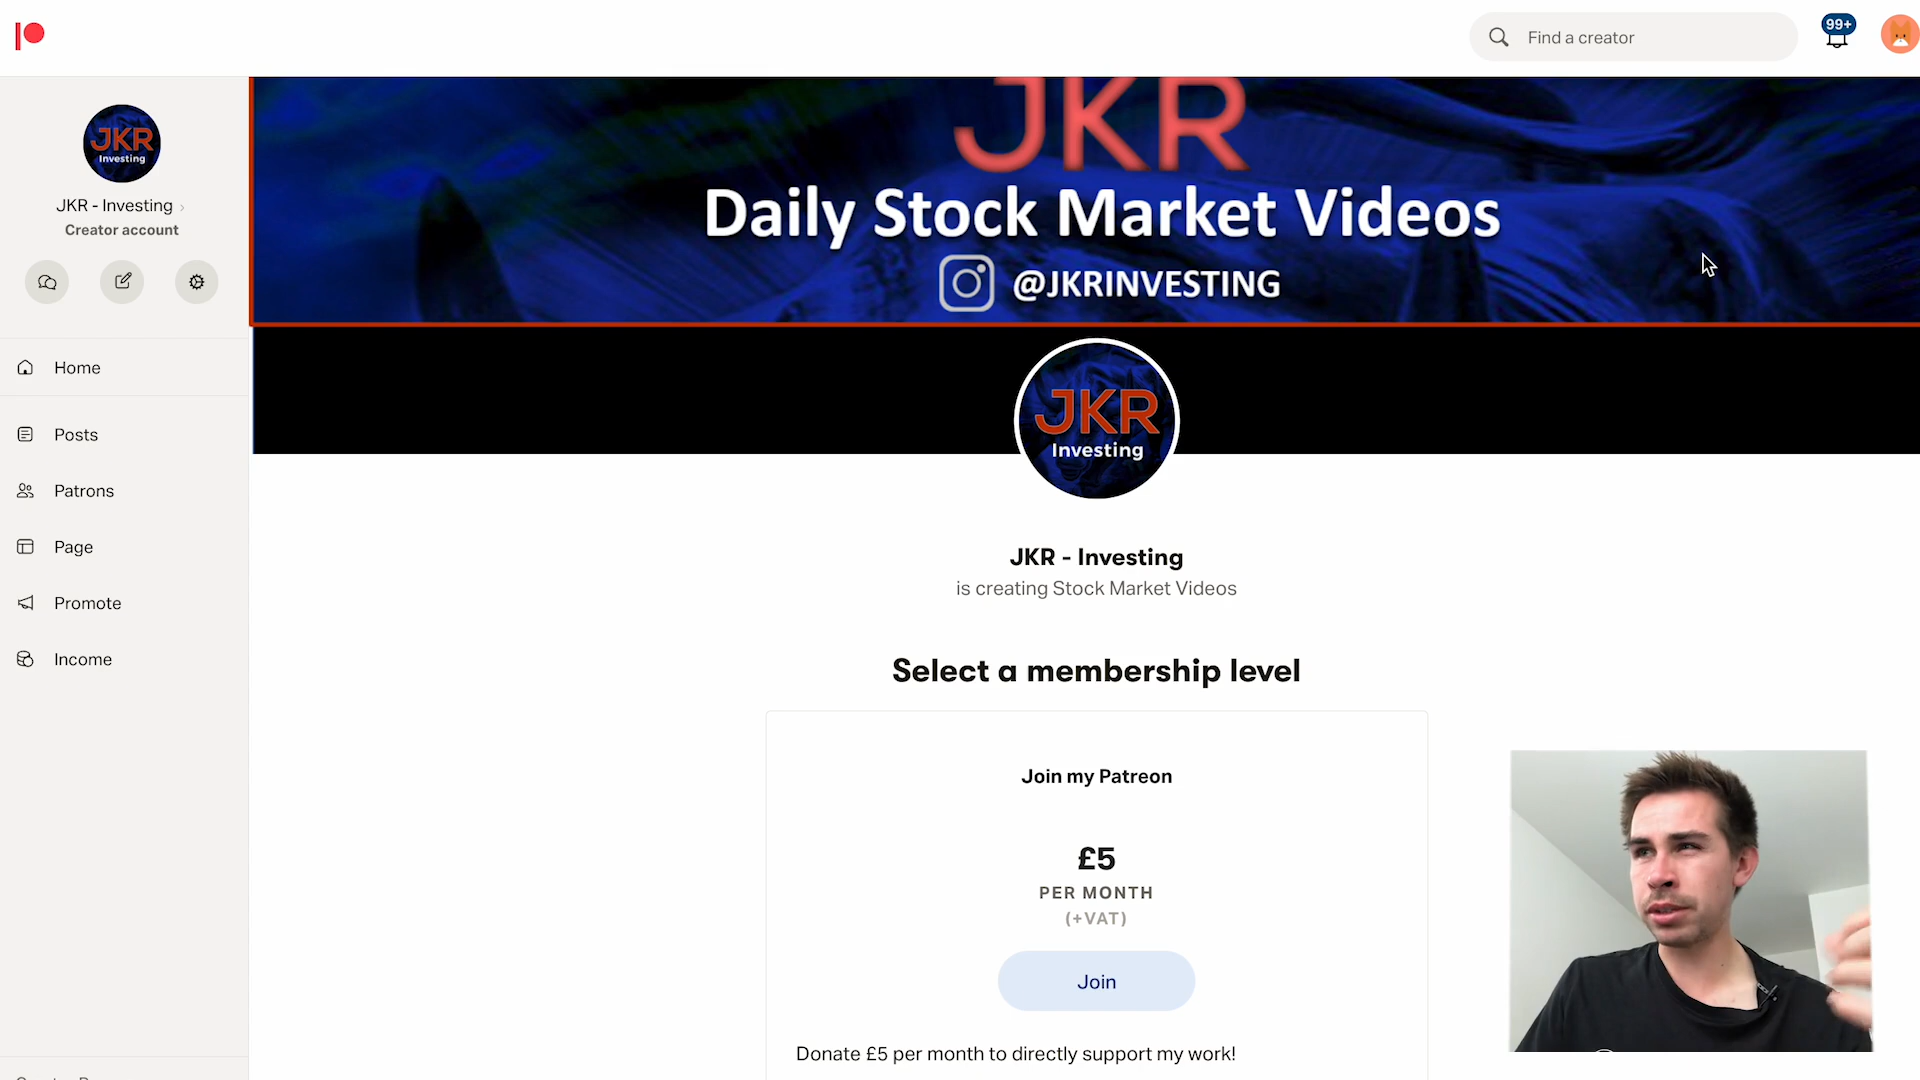 Find a creator
99+
JKR
Investing
JKR - Investing
Creator account
Home
Posts
Patrons
Page
Promote
Income
JKR
Daily Stock Market Videos
@JKRINVESTING
JKR
Investing
JKR - Investing
is creating Stock Market Videos
Select a membership level
Join my Patreon
£5
PER MONTH
(+VAT)
Join
Donate £5 per month to directly support my work!